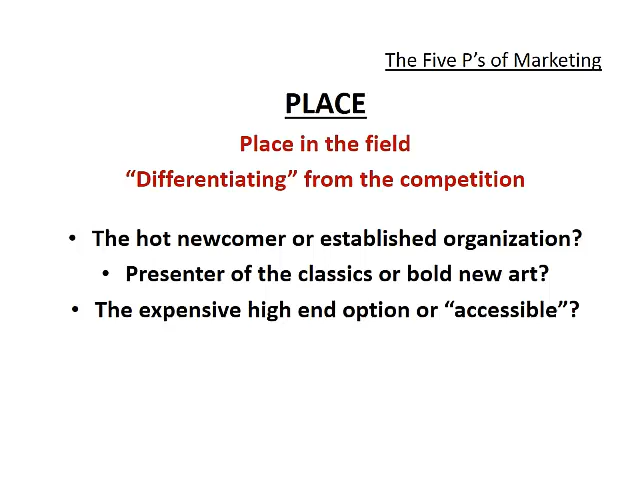 The Five P's of Marketing
PLACE
Place in the field
“Differentiating” from the competition
• The hot newcomer or established organization?
• Presenter of the classics or bold new art?
• The expensive high end option or “accessible”?